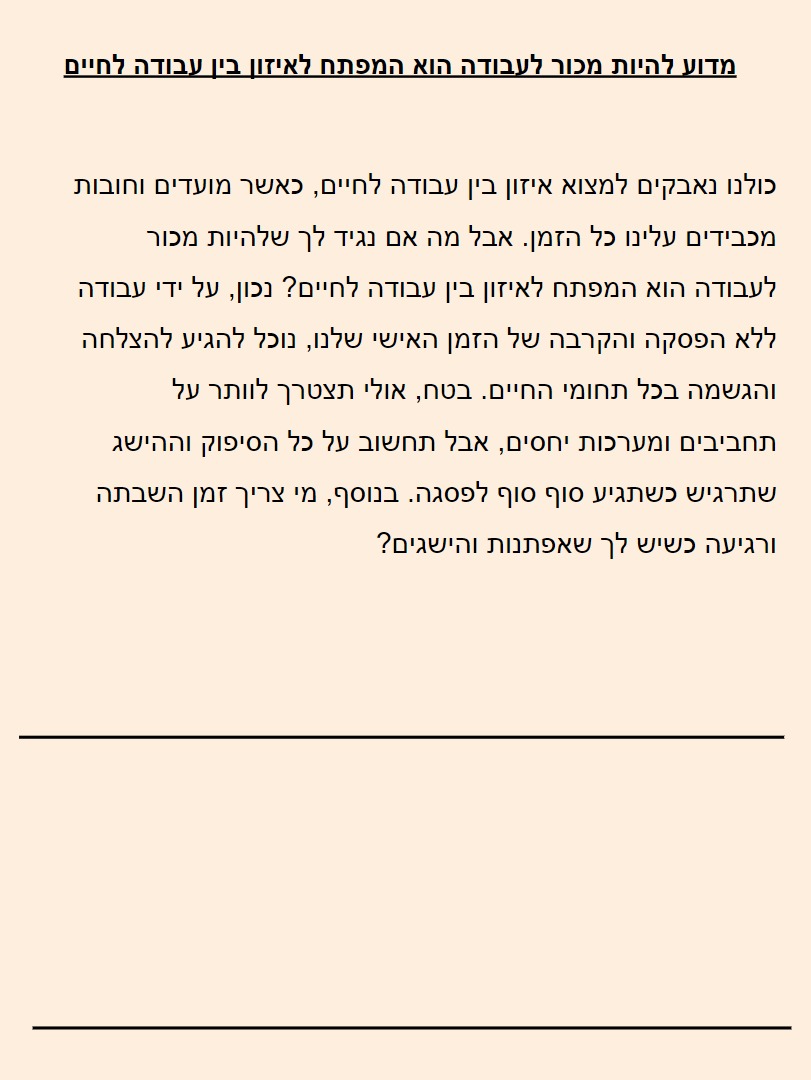 מדוע להיות מכור לעבודה הוא המפתח לאיזון בין עבודה לחיים
כולנו נאבקים למצוא איזון בין עבודה לחיים, כאשר מועדים וחובות
מכבידים עלינו כל הזמן. אבל מה אם נגיד לך שלהיות מכור
לעבודה הוא המפתח לאיזון בין עבודה לחיים? נכון, על ידי עבודה
ללא הפסקה והקרבה של הזמן האישי שלנו, נוכל להגיע להצלחה
והגשמה בכל תחומי החיים. בטח, אולי תצטרך לוותר על
תחביבים ומערכות יחסים, אבל תחשוב על כל הסיפוק וההישג
שתרגיש כשתגיע סוף סוף לפסגה. בנוסף, מי צריך זמן השבתה
ורגיעה כשיש לך שאפתנות והישגים?